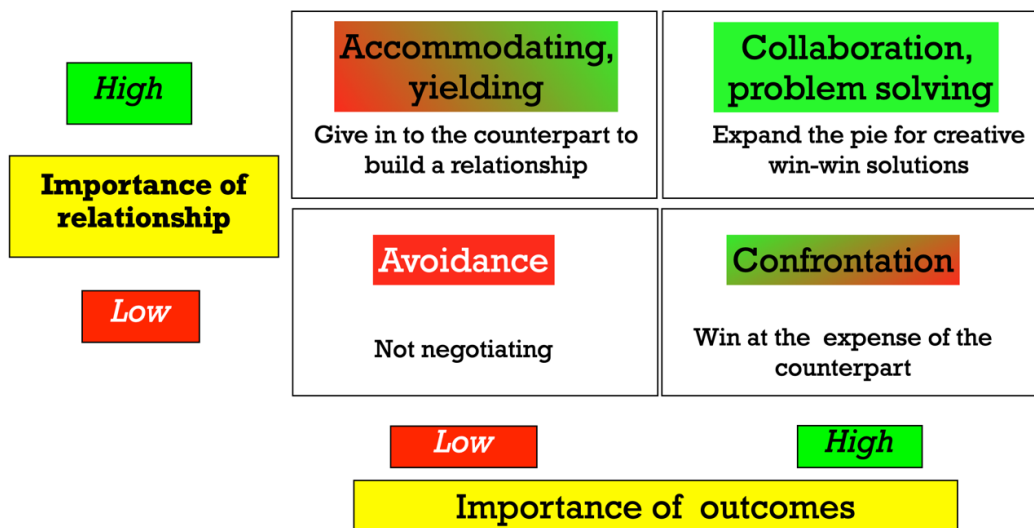 High
Importance of
relationship
Low
Accommodating,
yielding
Give in to the counterpart to
build a relationship
Collaboration,
problem solving
Expand the pie for creative
win-win solutions
Avoidance
Not negotiating
Confrontation
Win at the expense of the
counterpart
Low
High
Importance of outcomes